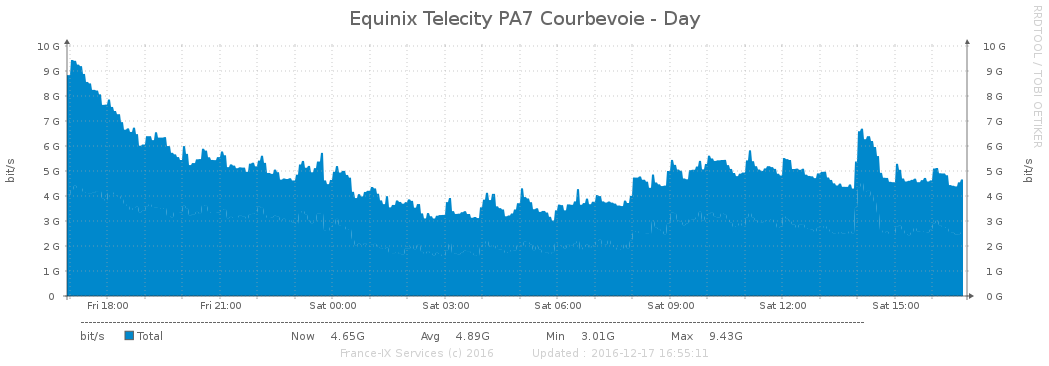 Equinix Telecity PA7 Courbevoie - Day
RRDTOOL / TOBI OETIKER
bit/s
bit/s
10 G 10 G
9 G 9 G
8 G 8 G
7 G 7 G
6 G 6 G
5 G 5 G
4 G 4 G
3 G 3 G
2 G 2 G
1 G 1 G
0 0 G
Fri 18:00 Fri 21:00 Sat 00:00 Sat 03:00 Sat 06:00 Sat 09:00 Sat 12:00 Sat 15:00
bit/s Total Now 4.65G Avg 4.89G Min 3.01G Max 9.43G
France-IX Services (c) 2016 Updated : 2016-12-17 16:55:11